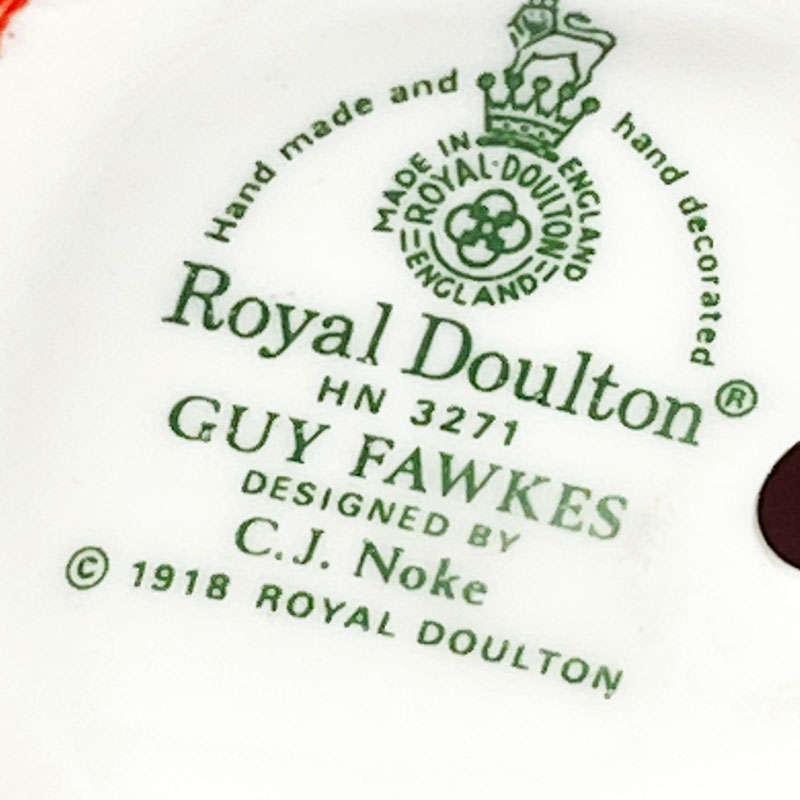 Hand made and hand decorated
MADE IN ENGLAND
ROYAL·DOULTON
ENGLAND
Royal Doulton®
HN 3271
GUY FAWKES
DESIGNED BY
C.J. Noke
© 1918 ROYAL DOULTON